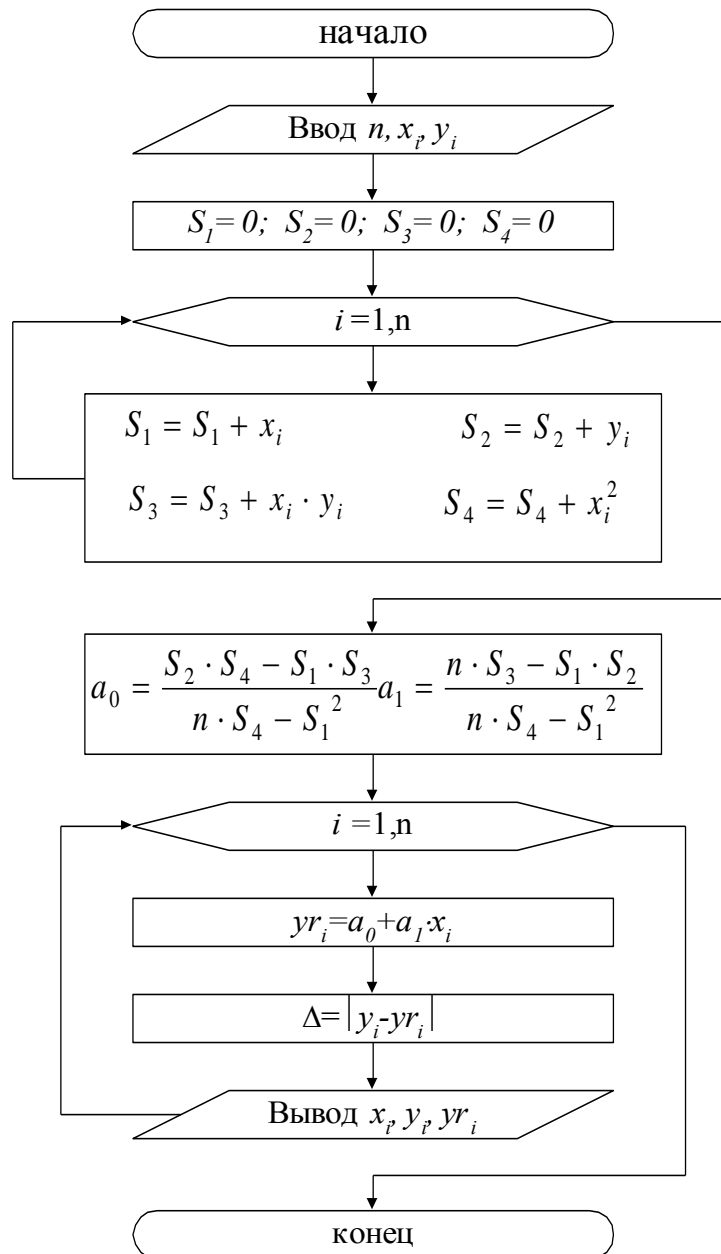 начало
Ввод n, x_i, y_i
S_1= 0; S_2= 0; S_3= 0; S_4= 0
i =1,n
S_1 = S_1 + x_i S_2 = S_2 + y_i
S_3 = S_3 + x_i · y_i S_4 = S_4 + x_i^2
a_0 = \frac{S_2 · S_4 − S_1 · S_3}{n · S_4 − S_1^2} a_1 = \frac{n · S_3 − S_1 · S_2}{n · S_4 − S_1^2}
i =1,n
yr_i=a_0+a_1·x_i
Δ=|y_i-yr_i|
Вывод x_i, y_i, yr_i
конец